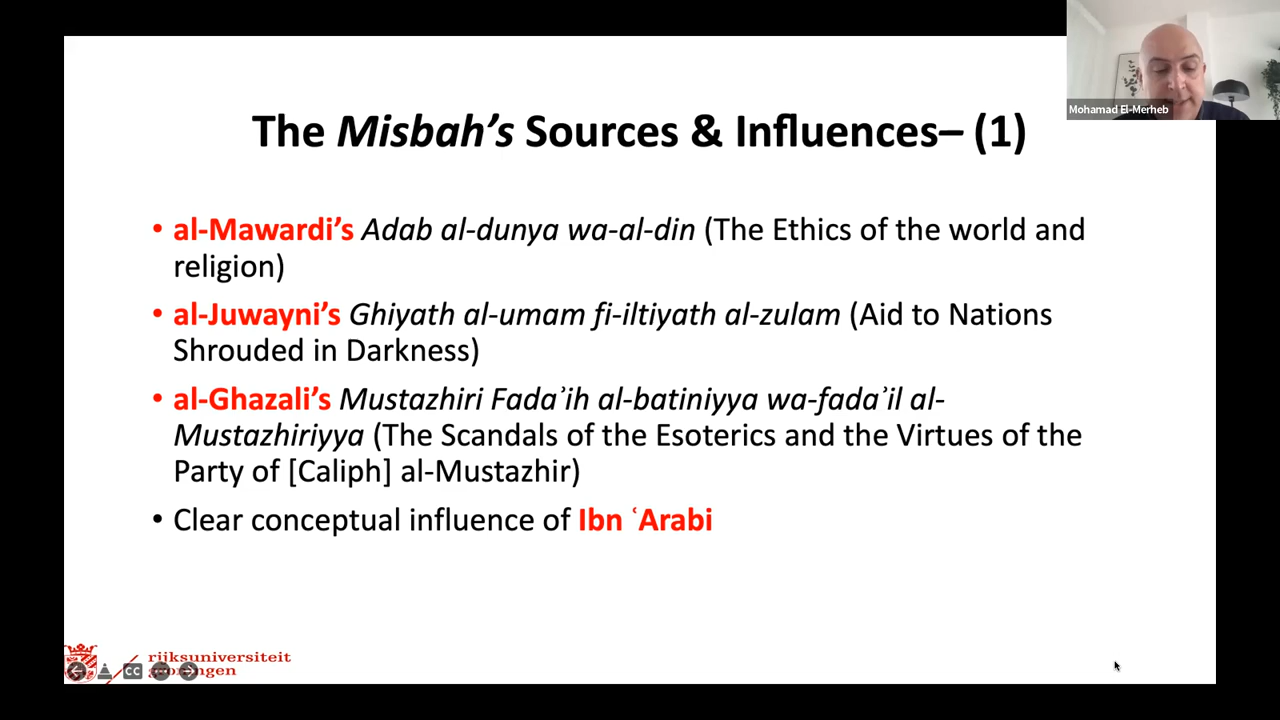 Mohamad El-Merheb
The Misbah’s Sources & Influences– (1)
• al-Mawardi’s Adab al-dunya wa-al-din (The Ethics of the world and
religion)
• al-Juwayni’s Ghiyath al-umam fi-iltiyath al-zulam (Aid to Nations
Shrouded in Darkness)
• al-Ghazali’s Mustazhiri Fadaʾih al-batiniyya wa-fadaʾil al-
Mustazhiriyya (The Scandals of the Esoterics and the Virtues of the
Party of [Caliph] al-Mustazhir)
• Clear conceptual influence of Ibn ʿArabi
rijksuniversiteit
CC